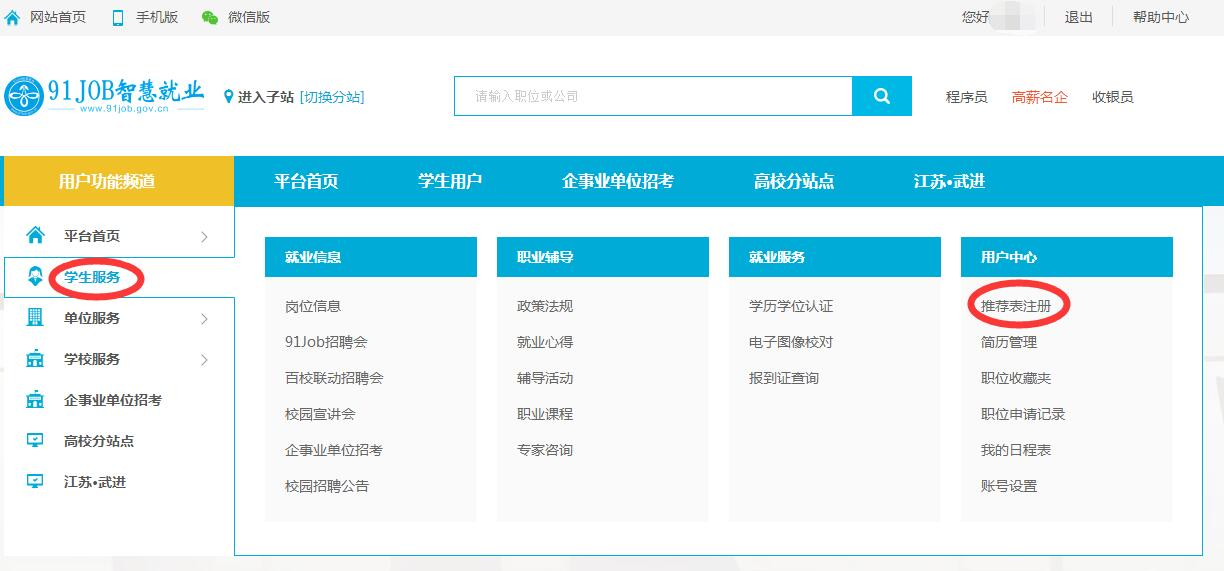 网站首页 手机版 微信版 您好 退出 帮助中心
91JOB智慧就业
www.91job.gov.cn
进入子站 [切换分站]
请输入职位或公司
程序员 高薪名企 收银员
用户功能频道 平台首页 学生用户 企事业单位招考 高校分站点 江苏•武进
平台首页
学生服务
单位服务
学校服务
企事业单位招考
高校分站点
江苏•武进
就业信息
岗位信息
91Job招聘会
百校联动招聘会
校园宣讲会
企事业单位招考
校园招聘公告
职业辅导
政策法规
就业心得
辅导活动
职业课程
专家咨询
就业服务
学历学位认证
电子图像校对
报到证查询
用户中心
推荐表注册
简历管理
职位收藏夹
职位申请记录
我的日程表
账号设置